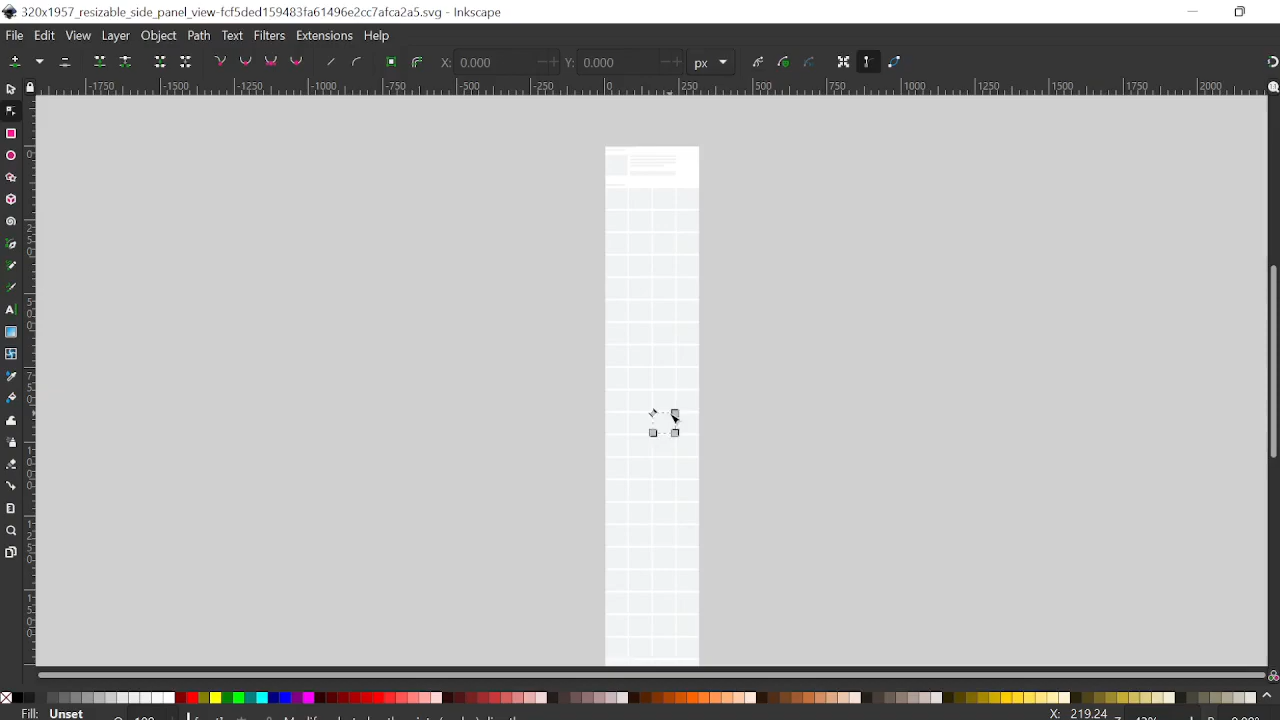 320x1957_resizable_side_panel_view-fcf5ded159483fa61496e2cc7afca2a5.svg - Inkscape
File Edit View Layer Object Path Text Filters Extensions Help
X: 0.000 Y: 0.000 px
-1750 -1500 -1250 -1000 -750 -500 -250 0 250 500 750 1000 1250 1500 1750 2000
Fill: Unset
X: 219.24